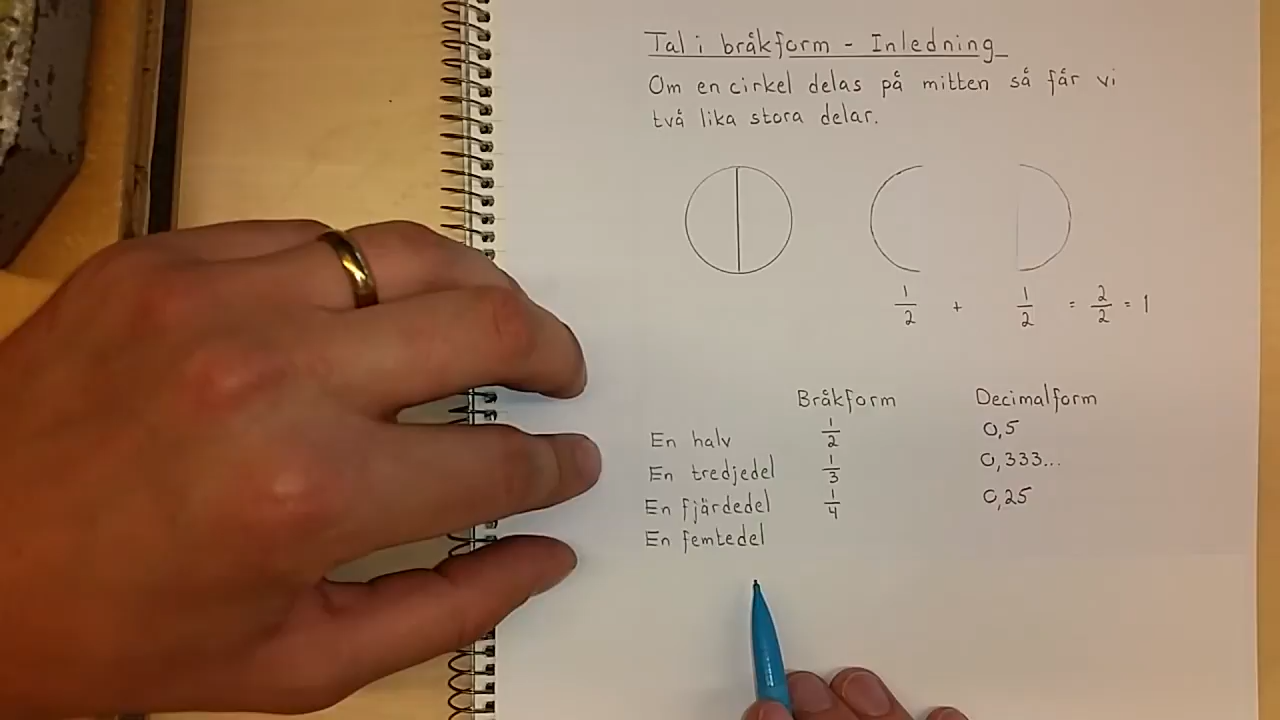 Tal i bråkform - Inledning
Om en cirkel delas på mitten så får vi
två lika stora delar.
1/2 + 1/2 = 2/2 = 1
Bråkform Decimalform
En halv 1/2 0,5
En tredjedel 1/3 0,333...
En fjärdedel 1/4 0,25
En femtedel